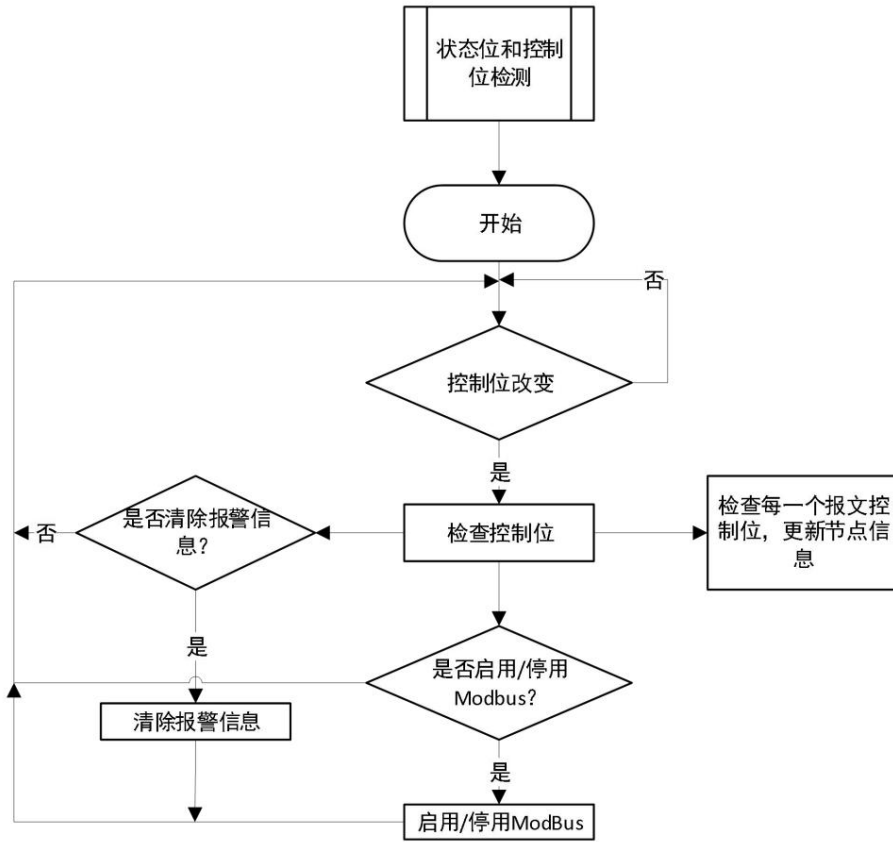 状态位和控制
位检测
开始
否
控制位改变
是
是否清除报警信
息?
否
检查控制位
检查每一个报文控
制位，更新节点信
息
是
是否启用/停用
Modbus?
清除报警信息
是
启用/停用ModBus